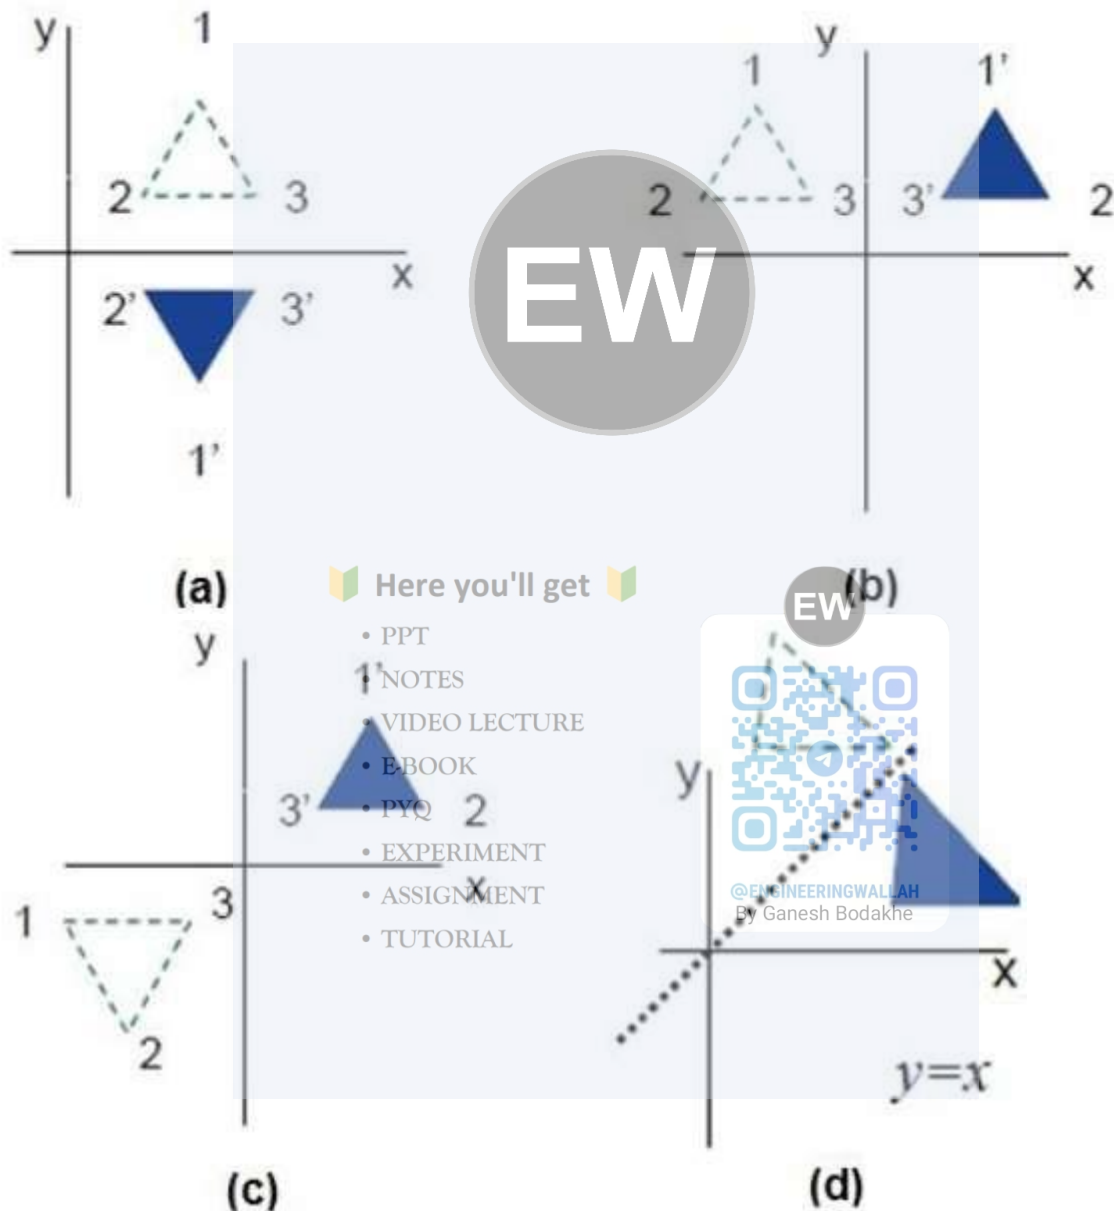 y
1
2
3
x
2’
3’
1’
(a)
y
1
1’
2
3
3’
2
x
(b)
EW
Here you'll get
• PPT
• NOTES
• VIDEO LECTURE
• E-BOOK
• PYQ
• EXPERIMENT
• ASSIGNMENT
• TUTORIAL
EW
@ENGINEERINGWALLAH
By Ganesh Bodakhe
y
1’
3’
2
x
1
3
2
(c)
y
x
y=x
(d)